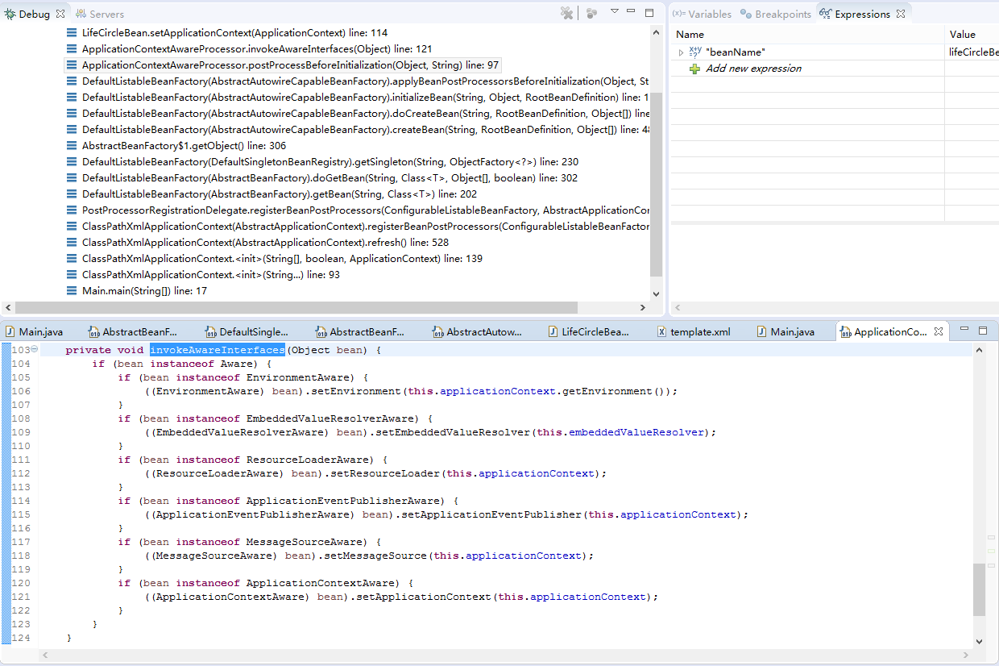 Debug Servers
LifeCircleBean.setApplicationContext(ApplicationContext) line: 114
ApplicationContextAwareProcessor.invokeAwareInterfaces(Object) line: 121
ApplicationContextAwareProcessor.postProcessBeforeInitialization(Object, String) line: 97
DefaultListableBeanFactory(AbstractAutowireCapableBeanFactory).applyBeanPostProcessorsBeforeInitialization(Object, St
DefaultListableBeanFactory(AbstractAutowireCapableBeanFactory).initializeBean(String, Object, RootBeanDefinition) line: 1
DefaultListableBeanFactory(AbstractAutowireCapableBeanFactory).doCreateBean(String, RootBeanDefinition, Object[]) line
DefaultListableBeanFactory(AbstractAutowireCapableBeanFactory).createBean(String, RootBeanDefinition, Object[]) line: 48
AbstractBeanFactory$1.getObject() line: 306
DefaultListableBeanFactory(DefaultSingletonBeanRegistry).getSingleton(String, ObjectFactory<?>) line: 230
DefaultListableBeanFactory(AbstractBeanFactory).doGetBean(String, Class<T>, Object[], boolean) line: 302
DefaultListableBeanFactory(AbstractBeanFactory).getBean(String, Class<T>) line: 202
PostProcessorRegistrationDelegate.registerBeanPostProcessors(ConfigurableListableBeanFactory, AbstractApplicationCor
ClassPathXmlApplicationContext(AbstractApplicationContext).registerBeanPostProcessors(ConfigurableListableBeanFactor
ClassPathXmlApplicationContext(AbstractApplicationContext).refresh() line: 528
ClassPathXmlApplicationContext.<init>(String[], boolean, ApplicationContext) line: 139
ClassPathXmlApplicationContext.<init>(String...) line: 93
Main.main(String[]) line: 17
(x)= Variables Breakpoints Expressions
Name Value
"beanName" lifeCircleBe
Add new expression
Main.java AbstractBeanF... DefaultSingle... AbstractBeanF... AbstractAutow... LifeCircleBea... template.xml Main.java ApplicationCo...
103 private void invokeAwareInterfaces(Object bean) {
104 if (bean instanceof Aware) {
105 if (bean instanceof EnvironmentAware) {
106 ((EnvironmentAware) bean).setEnvironment(this.applicationContext.getEnvironment());
107 }
108 if (bean instanceof EmbeddedValueResolverAware) {
109 ((EmbeddedValueResolverAware) bean).setEmbeddedValueResolver(this.embeddedValueResolver);
110 }
111 if (bean instanceof ResourceLoaderAware) {
112 ((ResourceLoaderAware) bean).setResourceLoader(this.applicationContext);
113 }
114 if (bean instanceof ApplicationEventPublisherAware) {
115 ((ApplicationEventPublisherAware) bean).setApplicationEventPublisher(this.applicationContext);
116 }
117 if (bean instanceof MessageSourceAware) {
118 ((MessageSourceAware) bean).setMessageSource(this.applicationContext);
119 }
120 if (bean instanceof ApplicationContextAware) {
121 ((ApplicationContextAware) bean).setApplicationContext(this.applicationContext);
122 }
123 }
124 }